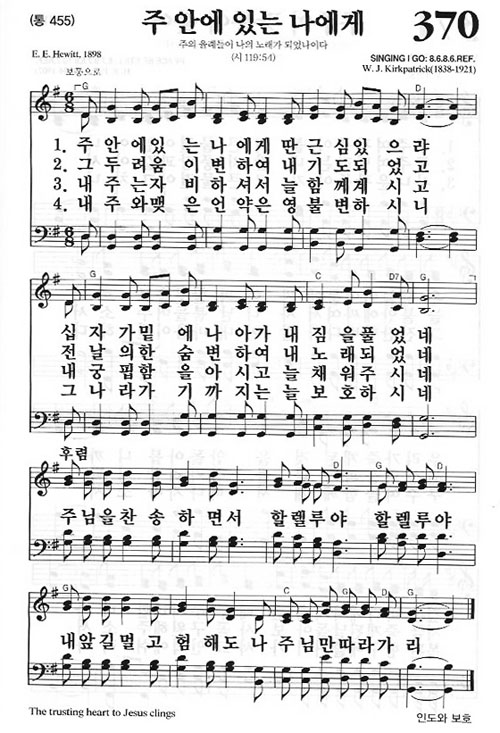 (통 455)
주 안에 있는 나에게
370
주의 율례들이 나의 노래가 되었나이다
(시 119:54)
E. E. Hewitt, 1898
SINGING I GO: 8.6.8.6.REF.
W. J. Kirkpatrick(1838-1921)
보통으로
G D
1. 주 안 에있 는 나 에게 딴 근 심있 으 랴
2. 그 두 려움 이변 하여 내 기 도되 었 고
3. 내 주 는자 비 하 셔서 늘 함 께계 시 고
4. 내 주 와맺 은언 약은 영 불 변하 시 니
G G C D7 G
십 자 가밑 에나 아가 내 짐 을풀 었 네
전 날 의한 숨변 하여 내 노 래되 었 네
내 궁 핍함 을아 시고 늘 채 워주 시 네
그 나 라가 기까 지는 늘 보 호하 시 네
후렴
G D G
주 님 을 찬 송 하 면 서 할 렐 루 야 할 렐 루 야
G C G D G
내 앞 길 멀 고 험 해 도 나 주 님 만 따 라 가 리
The trusting heart to Jesus clings
인도와 보호